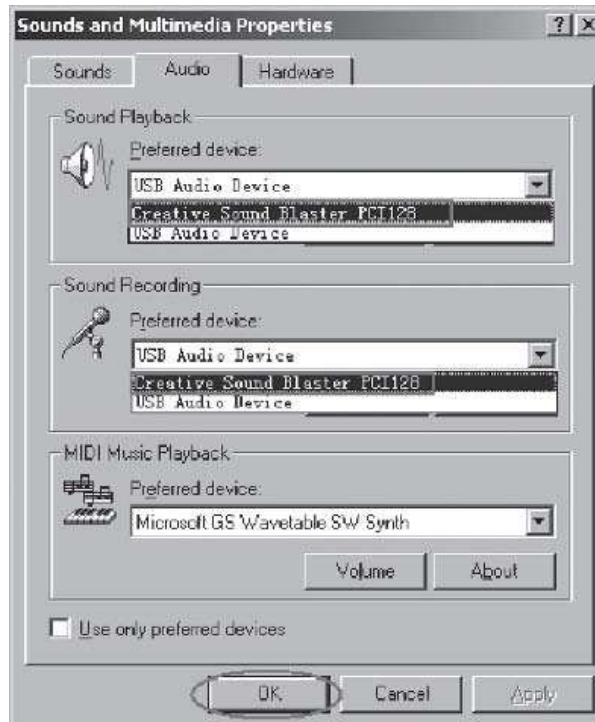 Sounds and Multimedia Properties
Sounds Audio Hardware
Sound Playback
Preferred device:
USB Audio Device
Creative Sound Blaster PCI128
USB Audio Device
Sound Recording
Preferred device:
USB Audio Device
Creative Sound Blaster PCI128
USB Audio Device
MIDI Music Playback
Preferred device:
Microsoft GS Wavetable SW Synth
Volume About
Use only preferred devices
OK Cancel Apply